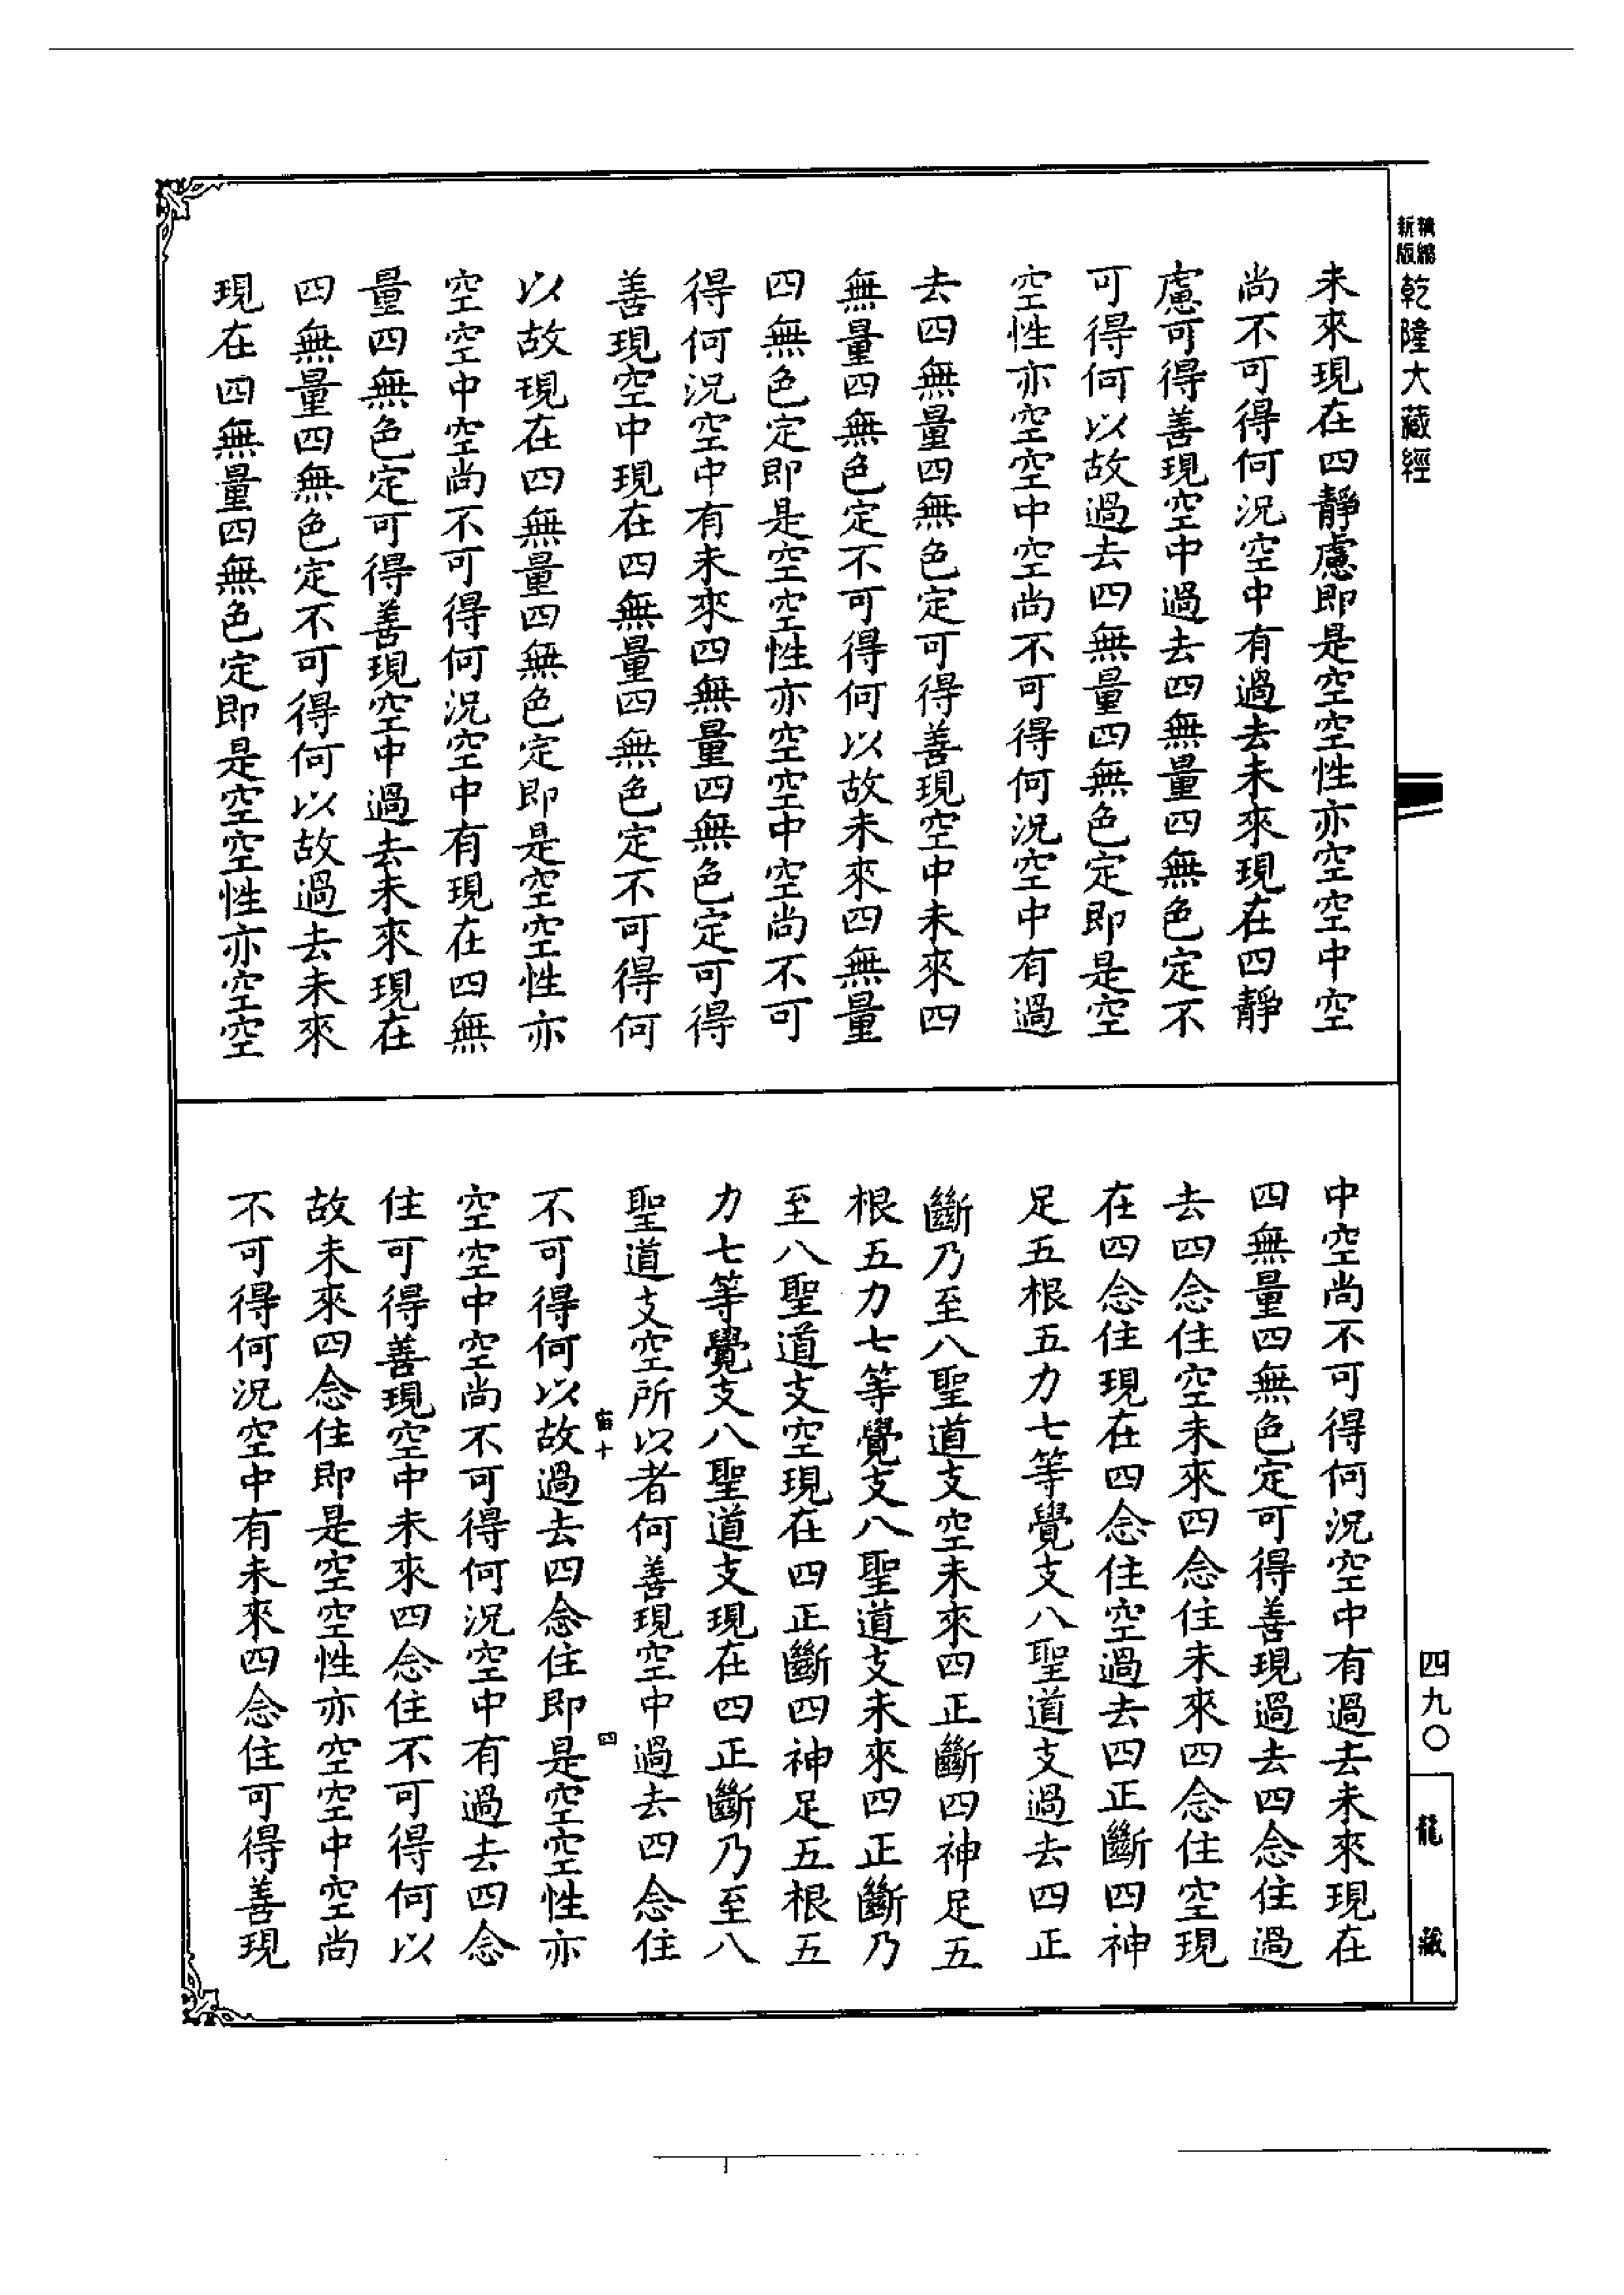 新編
新版
乾隆大藏經
未來現在四靜慮即是空空性亦空空中空
尚不可得何況空中有過去未來現在四靜
慮可得善現空中過去四無量四無色定不
可得何以故過去四無量四無色定即是空
空性亦空空中空尚不可得何況空中有過
去四無量四無色定可得善現空中未來四
無量四無色定不可得何以故未來四無量
四無色定即是空空性亦空空中空尚不可
得何況空中有未來四無量四無色定可得
善現空中現在四無量四無色定不可得何
以故現在四無量四無色定即是空空性亦
空空中空尚不可得何況空中有現在四無
量四無色定可得善現空中過去未來現在
四無量四無色定不可得何以故過去未來
現在四無量四無色定即是空空性亦空空
中空尚不可得何況空中有過去未來現在
四無量四無色定可得善現過去四念住過
去四念住空未來四念住未來四念住空現
在四念住現在四念住空過去四正斷四神
足五根五力七等覺支八聖道支過去四正
斷乃至八聖道支空未來四正斷四神足五
根五力七等覺支八聖道支未來四正斷乃
至八聖道支空現在四正斷四神足五根五
力七等覺支八聖道支現在四正斷乃至八
聖道支空所以者何善現空中過去四念住
宙十
四
不可得何以故過去四念住即是空空性亦
空空中空尚不可得何況空中有過去四念
住可得善現空中未來四念住不可得何以
故未來四念住即是空空性亦空空中空尚
不可得何況空中有未來四念住可得善現
四九〇
龍藏